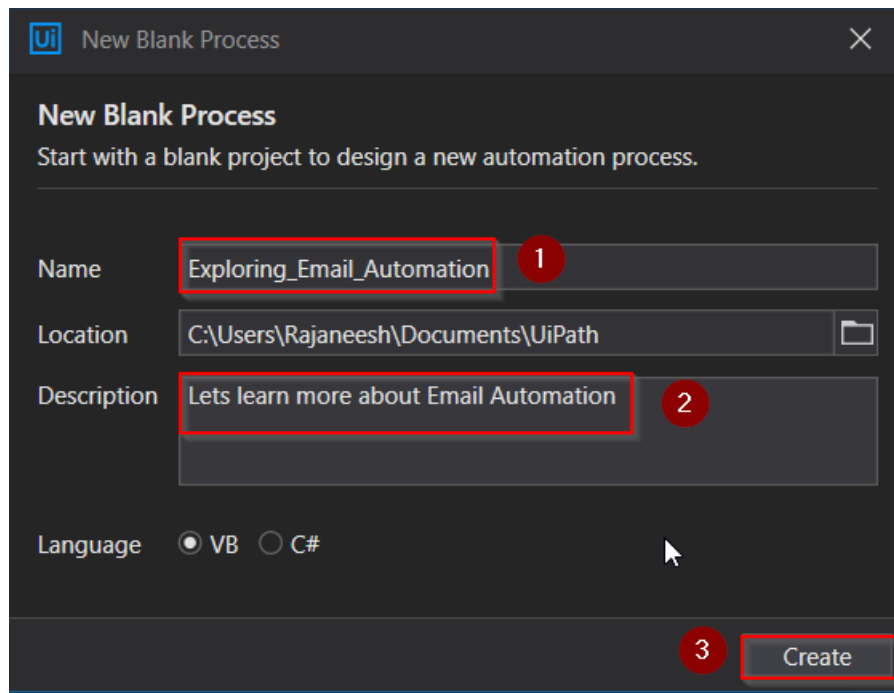 Ui New Blank Process
New Blank Process
Start with a blank project to design a new automation process.
Name Exploring_Email_Automation 1
Location C:\Users\Rajaneesh\Documents\UiPath
Description Lets learn more about Email Automation 2
Language VB C#
3 Create